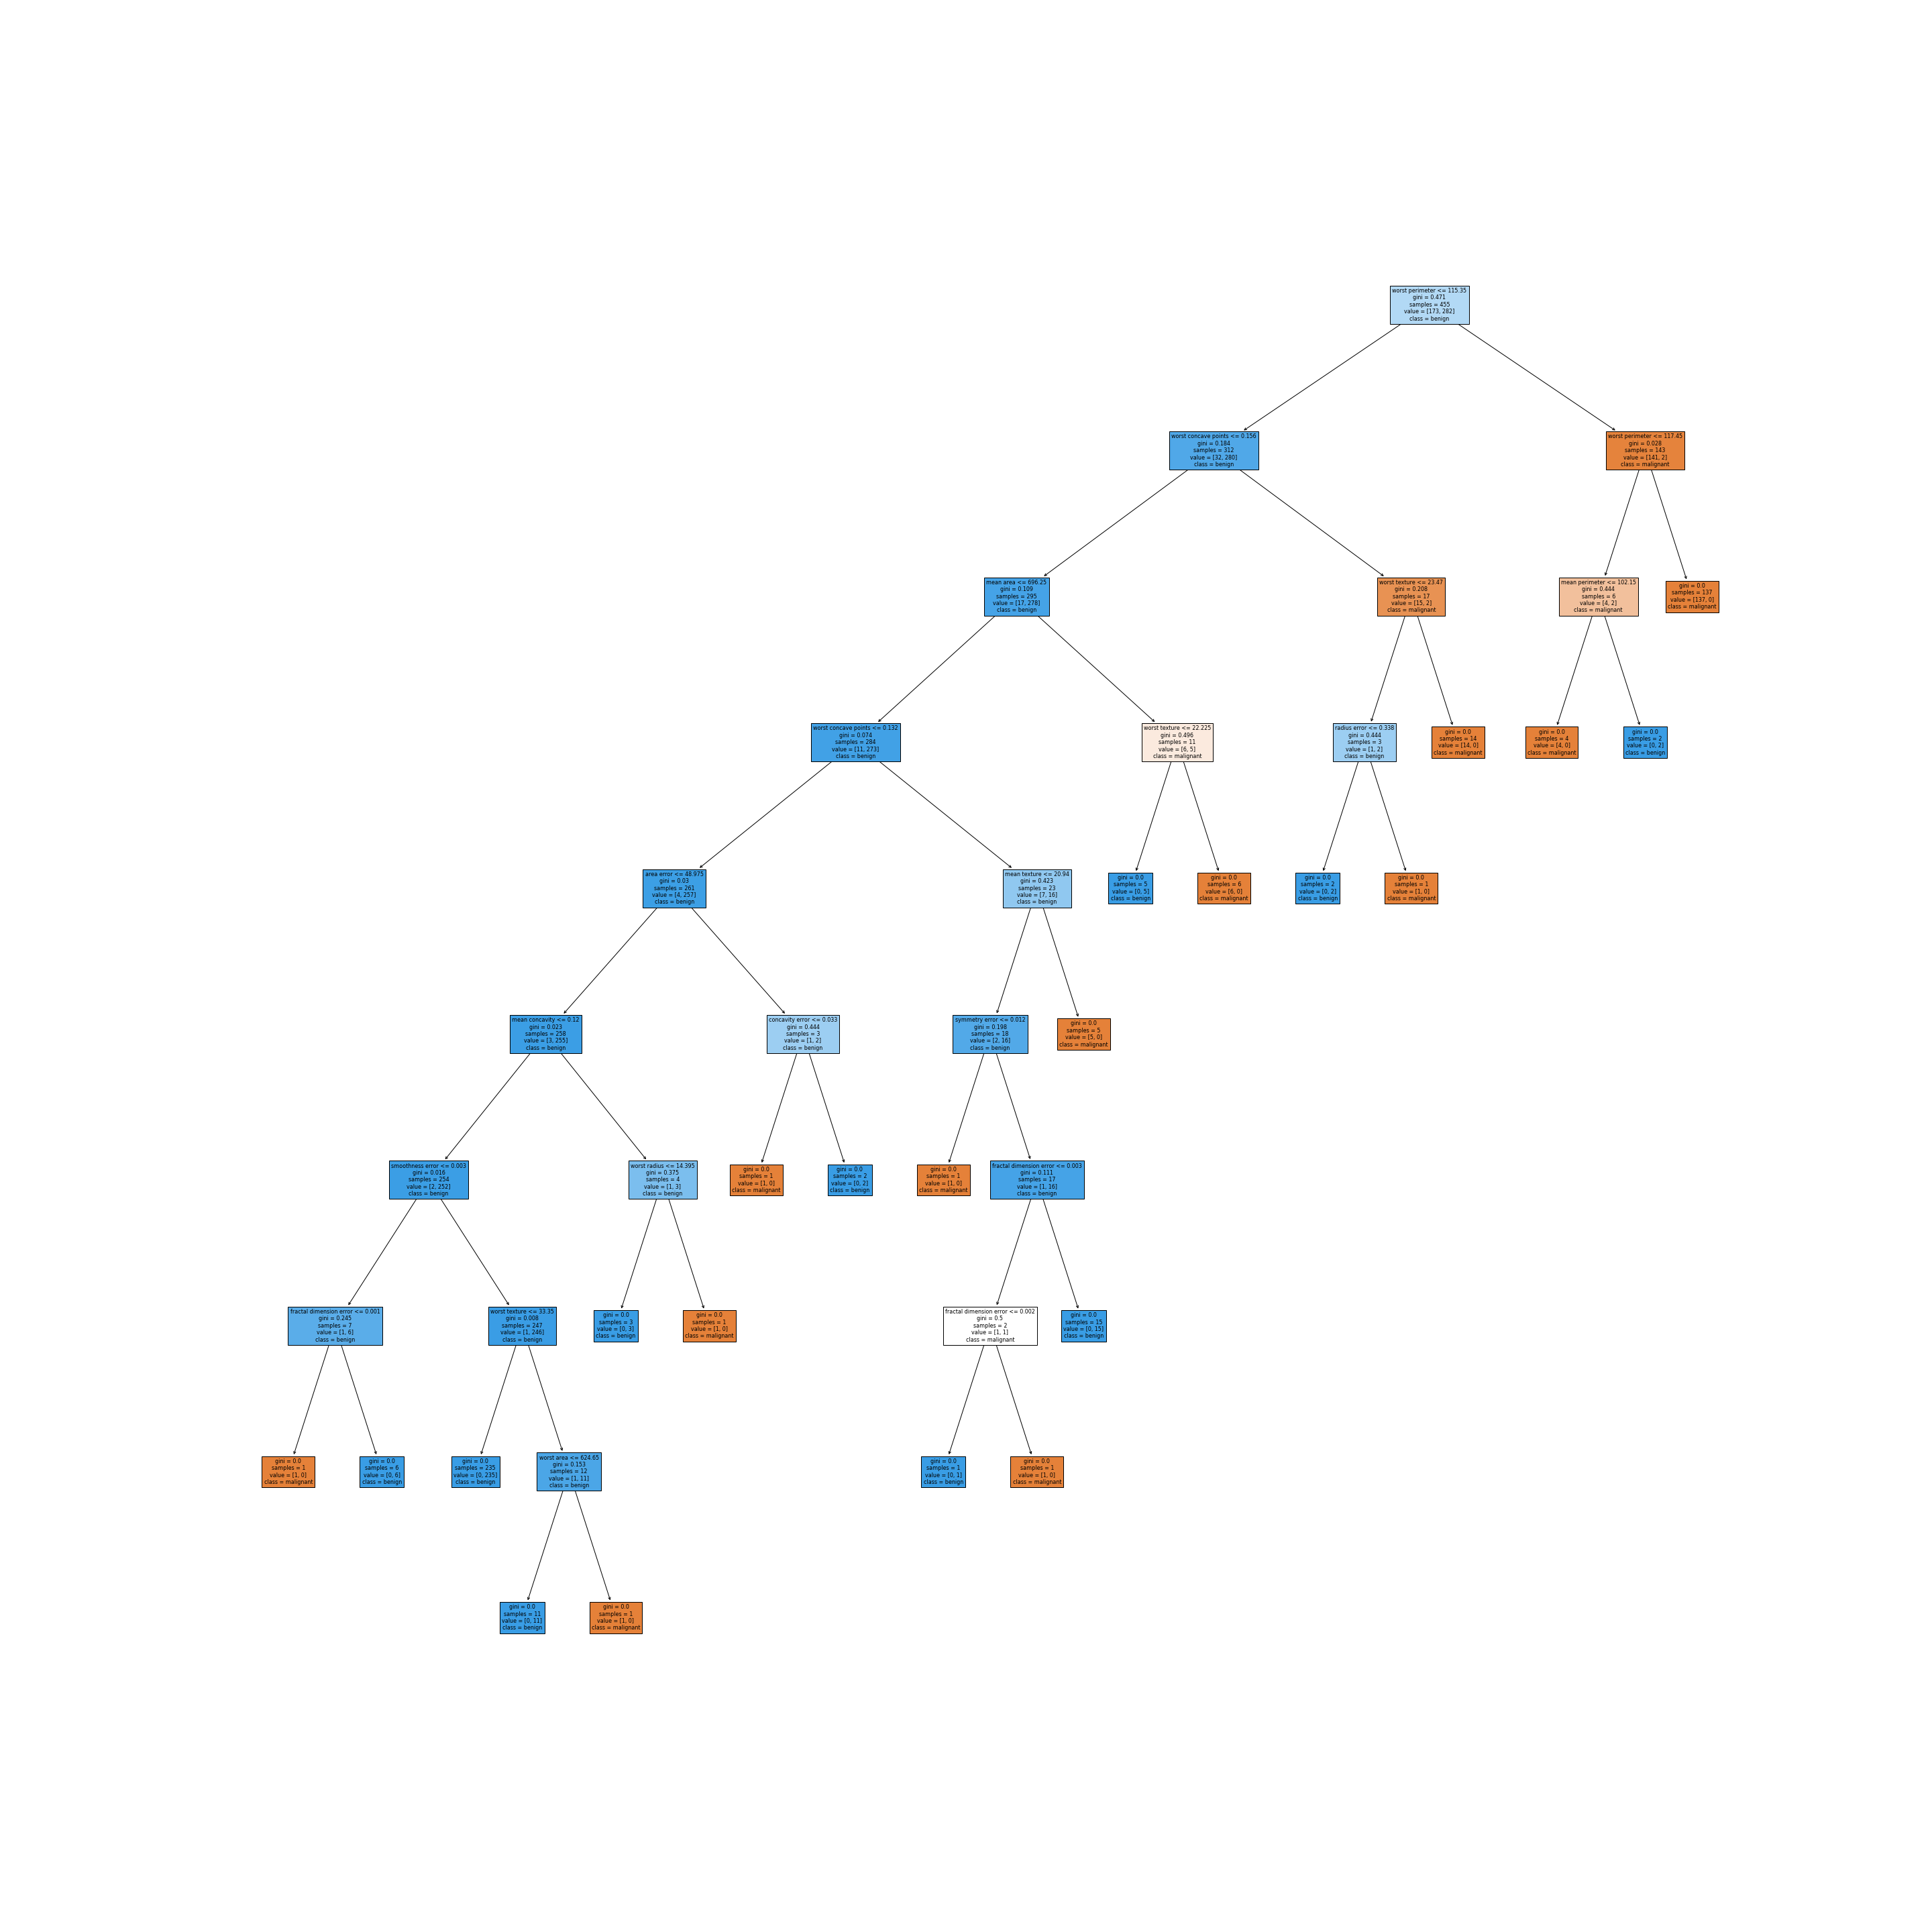 worst perimeter <= 115.35
gini = 0.471
samples = 455
value = [173, 282]
class = benign
worst concave points <= 0.156
gini = 0.184
samples = 312
value = [32, 280]
class = benign
worst perimeter <= 117.45
gini = 0.028
samples = 143
value = [141, 2]
class = malignant
mean area <= 696.25
gini = 0.109
samples = 295
value = [17, 278]
class = benign
worst texture <= 23.47
gini = 0.208
samples = 17
value = [15, 2]
class = malignant
mean perimeter <= 102.15
gini = 0.444
samples = 6
value = [4, 2]
class = malignant
gini = 0.0
samples = 137
value = [137, 0]
class = malignant
worst concave points <= 0.132
gini = 0.074
samples = 284
value = [11, 273]
class = benign
worst texture <= 22.225
gini = 0.496
samples = 11
value = [6, 5]
class = malignant
radius error <= 0.338
gini = 0.444
samples = 3
value = [1, 2]
class = benign
gini = 0.0
samples = 14
value = [14, 0]
class = malignant
gini = 0.0
samples = 4
value = [4, 0]
class = malignant
gini = 0.0
samples = 2
value = [0, 2]
class = benign
area error <= 48.975
gini = 0.03
samples = 261
value = [4, 257]
class = benign
mean texture <= 20.94
gini = 0.423
samples = 23
value = [7, 16]
class = benign
gini = 0.0
samples = 5
value = [0, 5]
class = benign
gini = 0.0
samples = 6
value = [6, 0]
class = malignant
gini = 0.0
samples = 2
value = [0, 2]
class = benign
gini = 0.0
samples = 1
value = [1, 0]
class = malignant
mean concavity <= 0.12
gini = 0.023
samples = 258
value = [3, 255]
class = benign
concavity error <= 0.033
gini = 0.444
samples = 3
value = [1, 2]
class = benign
symmetry error <= 0.012
gini = 0.198
samples = 18
value = [2, 16]
class = benign
gini = 0.0
samples = 5
value = [5, 0]
class = malignant
smoothness error <= 0.003
gini = 0.016
samples = 254
value = [2, 252]
class = benign
worst radius <= 14.395
gini = 0.375
samples = 4
value = [1, 3]
class = benign
gini = 0.0
samples = 1
value = [1, 0]
class = malignant
gini = 0.0
samples = 2
value = [0, 2]
class = benign
gini = 0.0
samples = 1
value = [1, 0]
class = malignant
fractal dimension error <= 0.003
gini = 0.111
samples = 17
value = [1, 16]
class = benign
fractal dimension error <= 0.001
gini = 0.245
samples = 7
value = [1, 6]
class = benign
worst texture <= 33.35
gini = 0.008
samples = 247
value = [1, 246]
class = benign
gini = 0.0
samples = 3
value = [0, 3]
class = benign
gini = 0.0
samples = 1
value = [1, 0]
class = malignant
fractal dimension error <= 0.002
gini = 0.5
samples = 2
value = [1, 1]
class = malignant
gini = 0.0
samples = 15
value = [0, 15]
class = benign
gini = 0.0
samples = 1
value = [1, 0]
class = malignant
gini = 0.0
samples = 6
value = [0, 6]
class = benign
gini = 0.0
samples = 235
value = [0, 235]
class = benign
worst area <= 624.65
gini = 0.153
samples = 12
value = [1, 11]
class = benign
gini = 0.0
samples = 1
value = [0, 1]
class = benign
gini = 0.0
samples = 1
value = [1, 0]
class = malignant
gini = 0.0
samples = 11
value = [0, 11]
class = benign
gini = 0.0
samples = 1
value = [1, 0]
class = malignant